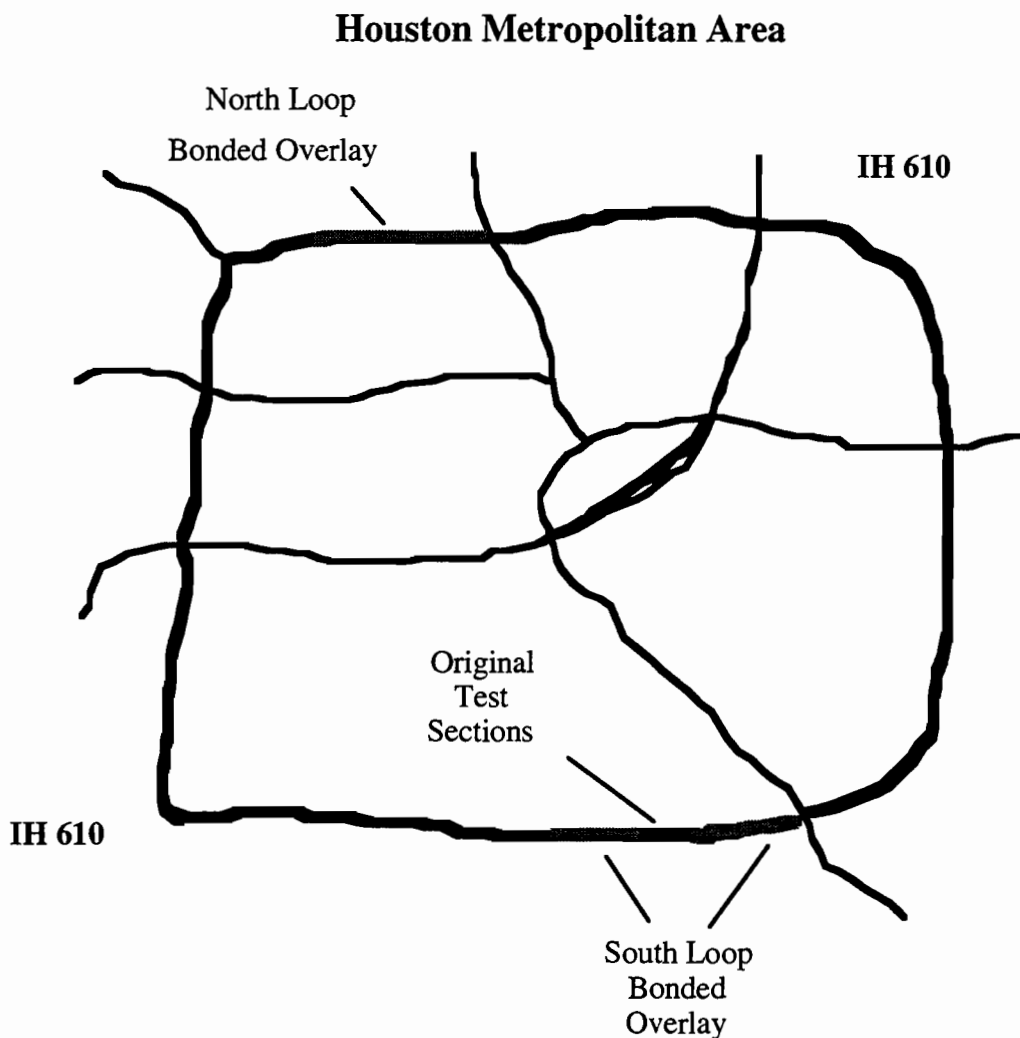 Houston Metropolitan Area
North Loop
Bonded Overlay
IH 610
Original
Test
Sections
IH 610
South Loop
Bonded
Overlay